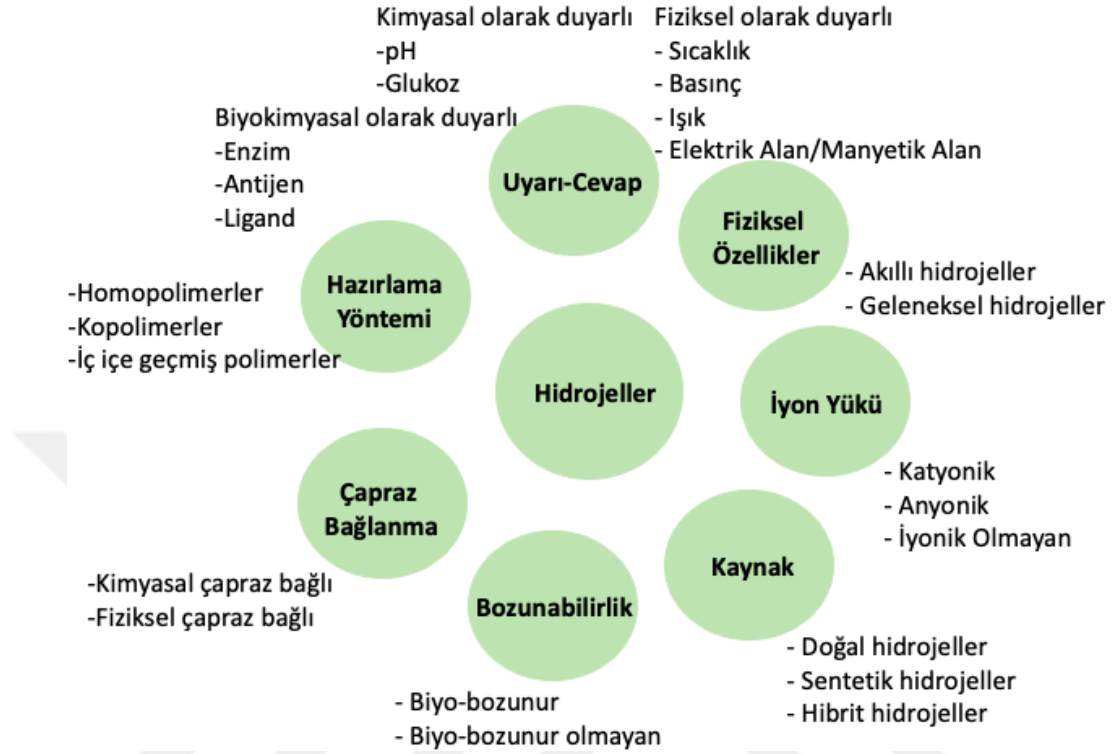 Kimyasal olarak duyarlı
-pH
-Glukoz
Fiziksel olarak duyarlı
- Sıcaklık
- Basınç
- Işık
- Elektrik Alan/Manyetik Alan
Biyokimyasal olarak duyarlı
-Enzim
-Antijen
-Ligand
Uyarı-Cevap
Fiziksel
Özellikler
- Akıllı hidrojeller
- Geleneksel hidrojeller
Hazırlama
Yöntemi
-Homopolimerler
-Kopolimerler
-İç içe geçmiş polimerler
Hidrojeller
İyon Yükü
- Katyonik
- Anyonik
- İyonik Olmayan
Çapraz
Bağlanma
-Kimyasal çapraz bağlı
-Fiziksel çapraz bağlı
Kaynak
- Doğal hidrojeller
- Sentetik hidrojeller
- Hibrit hidrojeller
Bozunabilirlik
- Biyo-bozunur
- Biyo-bozunur olmayan